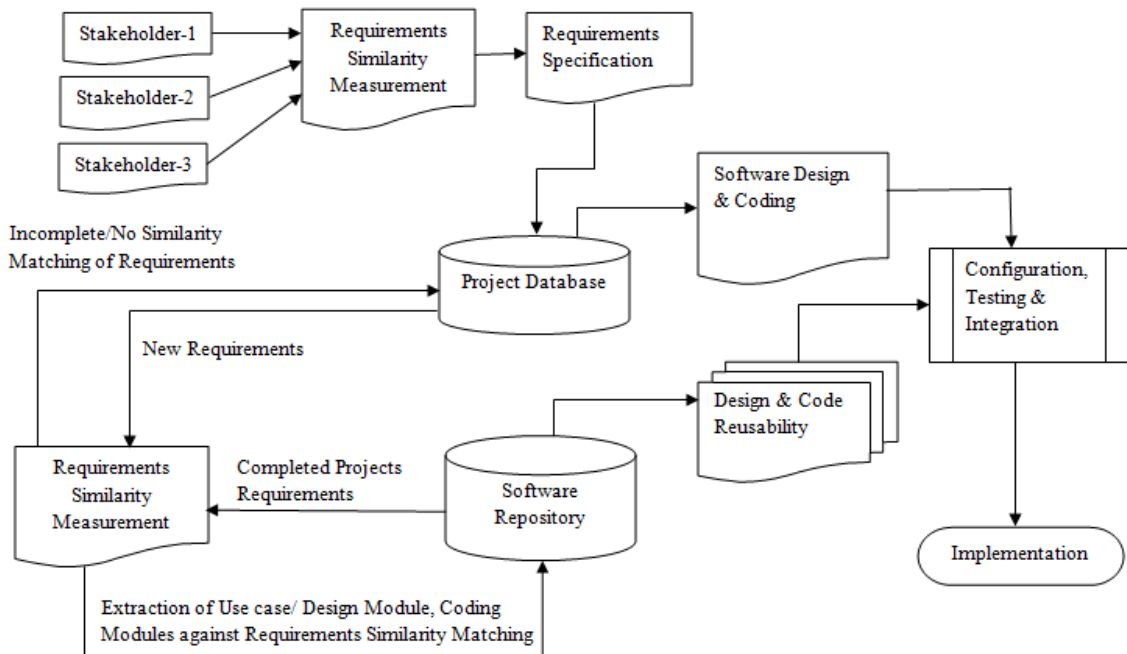 Stakeholder-1
Stakeholder-2
Stakeholder-3
Requirements
Similarity
Measurement
Requirements
Specification
Software Design
& Coding
Incomplete/No Similarity
Matching of Requirements
Project Database
Configuration,
Testing &
Integration
New Requirements
Design & Code
Reusability
Requirements
Similarity
Measurement
Completed Projects
Requirements
Software
Repository
Implementation
Extraction of Use case/ Design Module, Coding
Modules against Requirements Similarity Matching